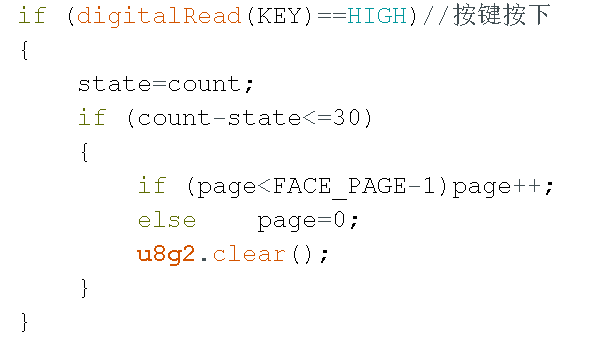 if (digitalRead(KEY)==HIGH)//按键按下
{
    state=count;
    if (count-state<=30)
    {
        if (page<FACE_PAGE-1)page++;
        else    page=0;
        u8g2.clear();
    }
}